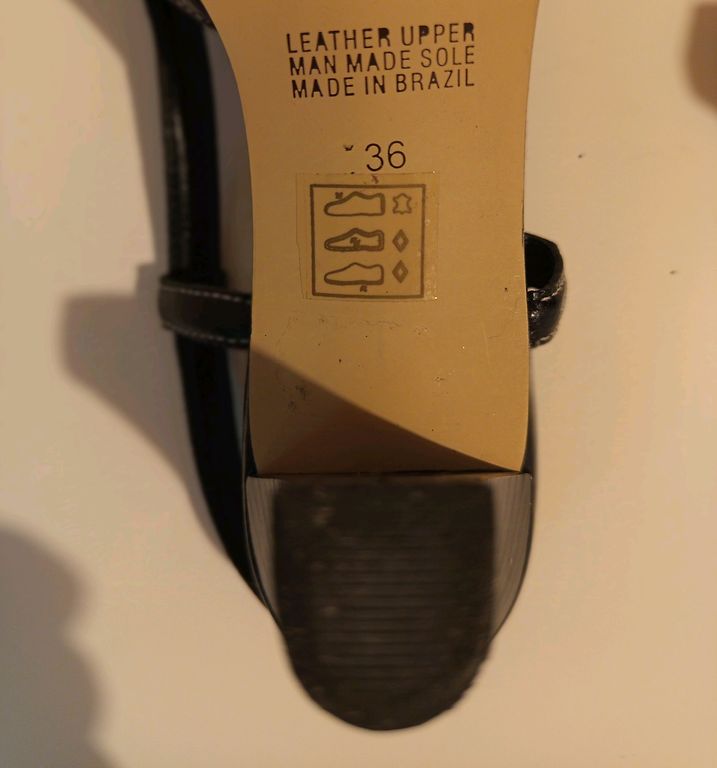 LEATHER UPPER
MAN MADE SOLE
MADE IN BRAZIL
36